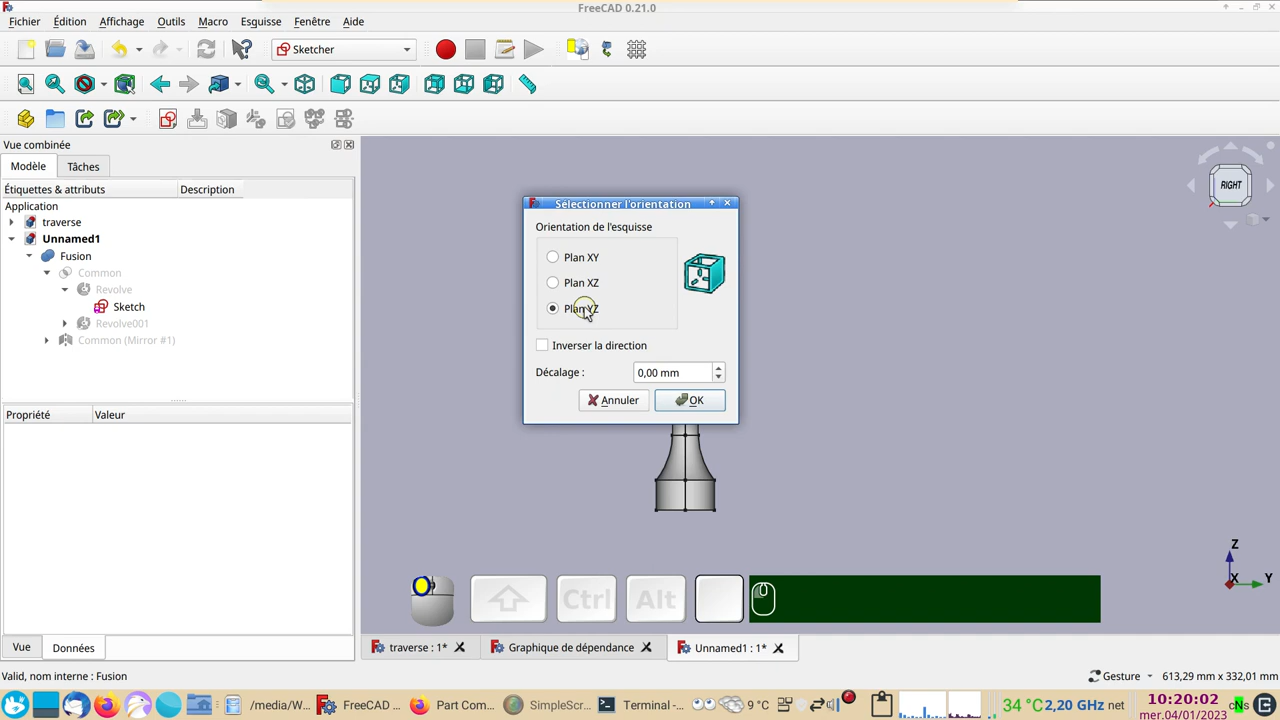 FreeCAD 0.21.0
Fichier Édition Affichage Outils Macro Esquisse Fenêtre Aide
Sketcher
Vue combinée
Modèle Tâches
Étiquettes & attributs Description
Application
traverse
Unnamed1
Fusion
Common
Revolve
Sketch
Revolve001
Common (Mirror #1)
Propriété Valeur
Vue Données
Sélectionner l'orientation
Orientation de l'esquisse
Plan XY
Plan XZ
Plan YZ
Inverser la direction
Décalage : 0,00 mm
Annuler OK
RIGHT
Z
X Y
Ctrl Alt
traverse : 1* Graphique de dépendance Unnamed1 : 1*
Valid, nom interne : Fusion Gesture 613,29 mm x 332,01 mm
/media/W... FreeCAD ... Part Com... SimpleScr... Terminal -... 9 °C 34 °C 2,20 GHz net 10:20:02
mer.04/01/2023